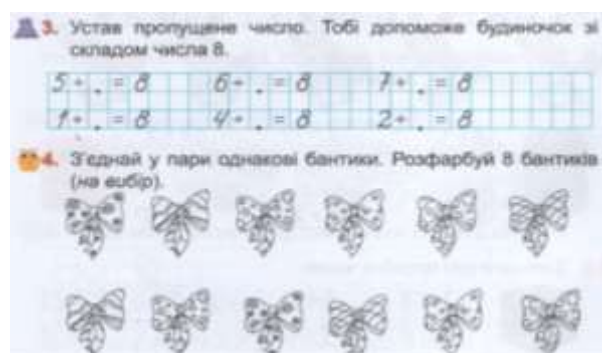 3. Устав пропущене число. Тобі допоможе будиночок зі
складом числа 8.
5 + . = 8 6 + . = 8 7 + . = 8
1 + . = 8 4 + . = 8 2 + . = 8
4. З'єднай у пари однакові бантики. Розфарбуй 8 бантиків
(на вибір).